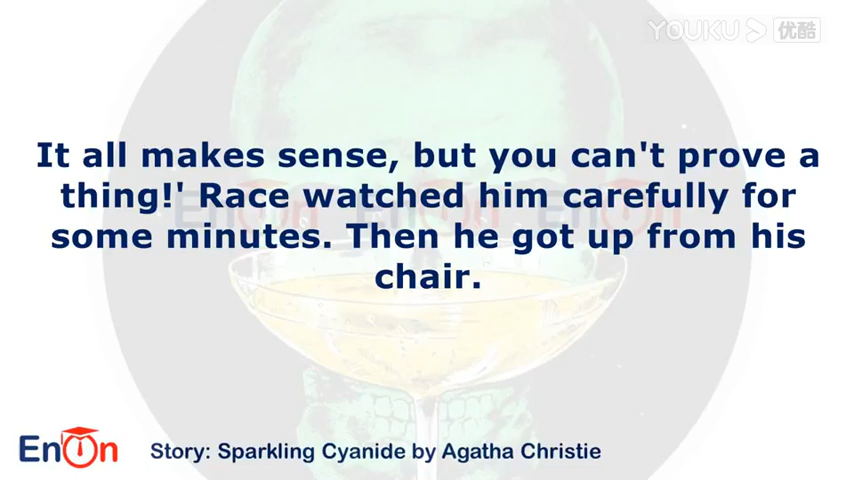 YOUKU 优酷
It all makes sense, but you can't prove a
thing!' Race watched him carefully for
some minutes. Then he got up from his
chair.
EnOn
Story: Sparkling Cyanide by Agatha Christie